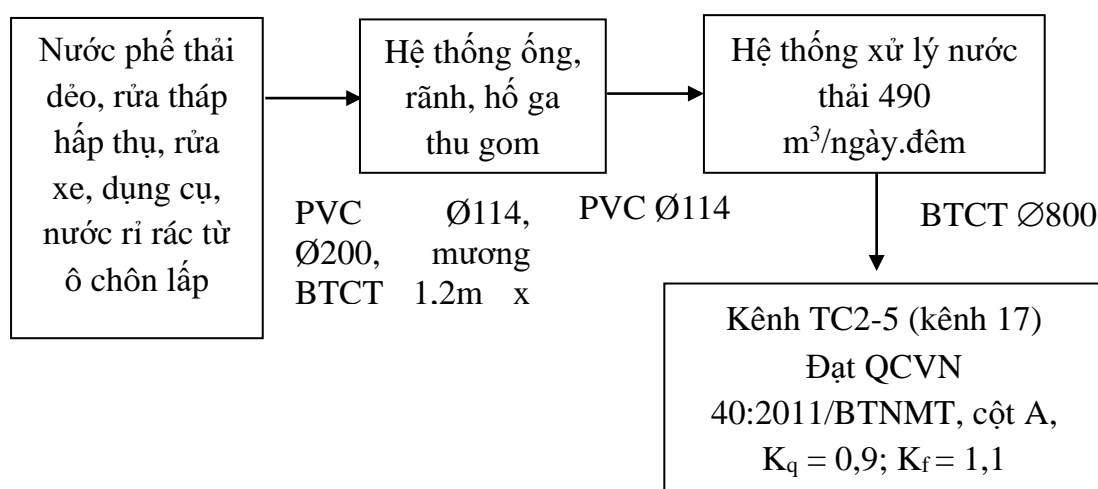 Nước phế thải
dẻo, rửa tháp
hấp thụ, rửa
xe, dụng cụ,
nước rỉ rác từ
ô chôn lấp
Hệ thống ống,
rãnh, hố ga
thu gom
Hệ thống xử lý nước
thải 490
m³/ngày.đêm
PVC Ø114,
Ø200, mương
BTCT 1,2m x
PVC Ø114
BTCT ∅800
Kênh TC2-5 (kênh 17)
Đạt QCVN
40:2011/BTNMT, cột A,
Kq = 0,9; Kf = 1,1